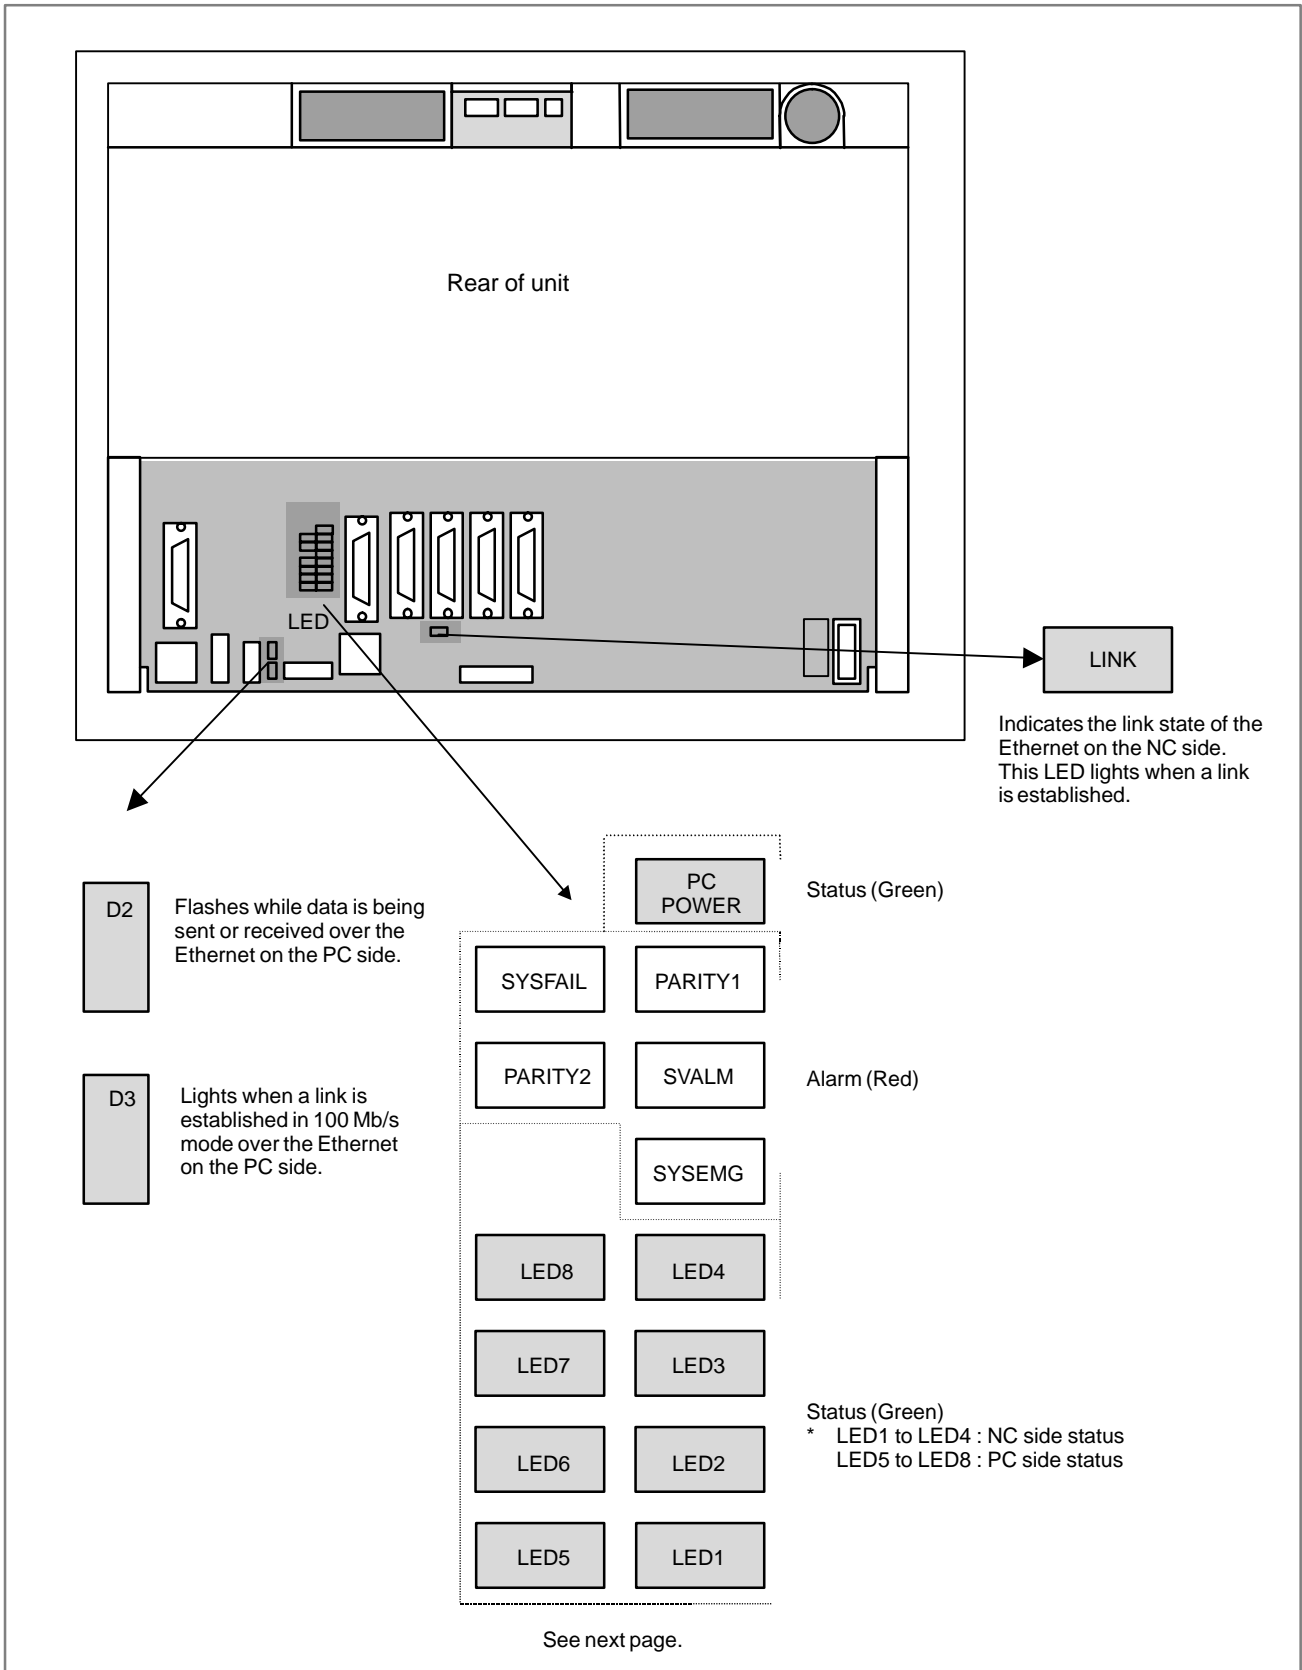 Rear of unit
LED
LINK
Indicates the link state of the
Ethernet on the NC side.
This LED lights when a link
is established.
D2
Flashes while data is being
sent or received over the
Ethernet on the PC side.
D3
Lights when a link is
established in 100 Mb/s
mode over the Ethernet
on the PC side.
PC
POWER
Status (Green)
SYSFAIL
PARITY1
PARITY2
SVALM
Alarm (Red)
SYSEMG
LED8
LED4
LED7
LED3
LED6
LED2
LED5
LED1
Status (Green)
* LED1 to LED4 : NC side status
LED5 to LED8 : PC side status
See next page.